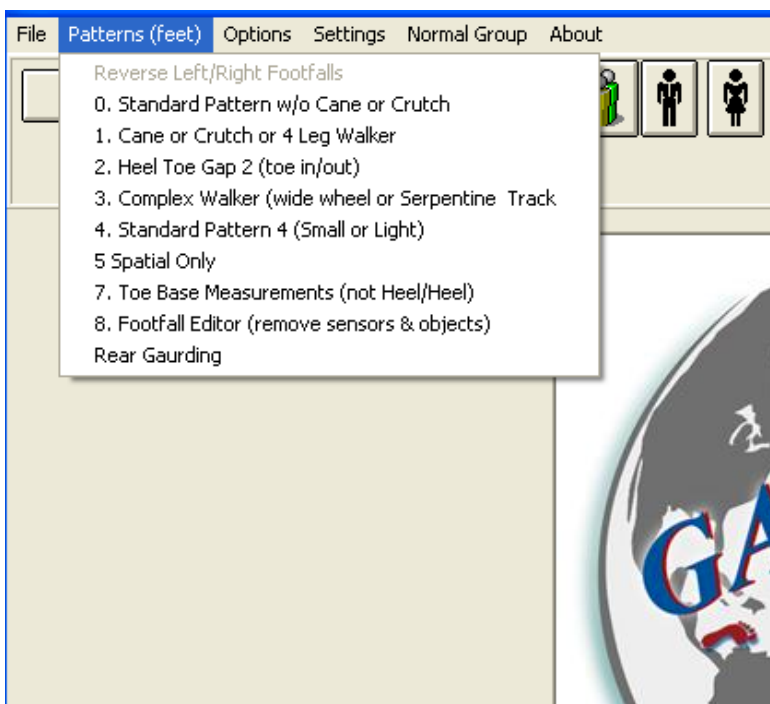 File Patterns (feet) Options Settings Normal Group About
Reverse Left/Right Footfalls
0. Standard Pattern w/o Cane or Crutch
1. Cane or Crutch or 4 Leg Walker
2. Heel Toe Gap 2 (toe in/out)
3. Complex Walker (wide wheel or Serpentine Track
4. Standard Pattern 4 (Small or Light)
5 Spatial Only
7. Toe Base Measurements (not Heel/Heel)
8. Footfall Editor (remove sensors & objects)
Rear Gaurding
GA